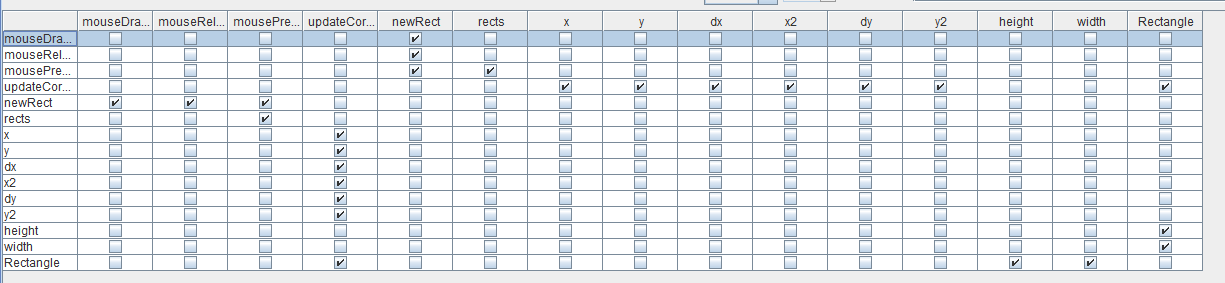 mouseDra... mouseRel... mousePre... updateCor... newRect rects x y dx x2 dy y2 height width Rectangle
mouseDra...
mouseRel...
mousePre...
updateCor...
newRect
rects
x
y
dx
x2
dy
y2
height
width
Rectangle